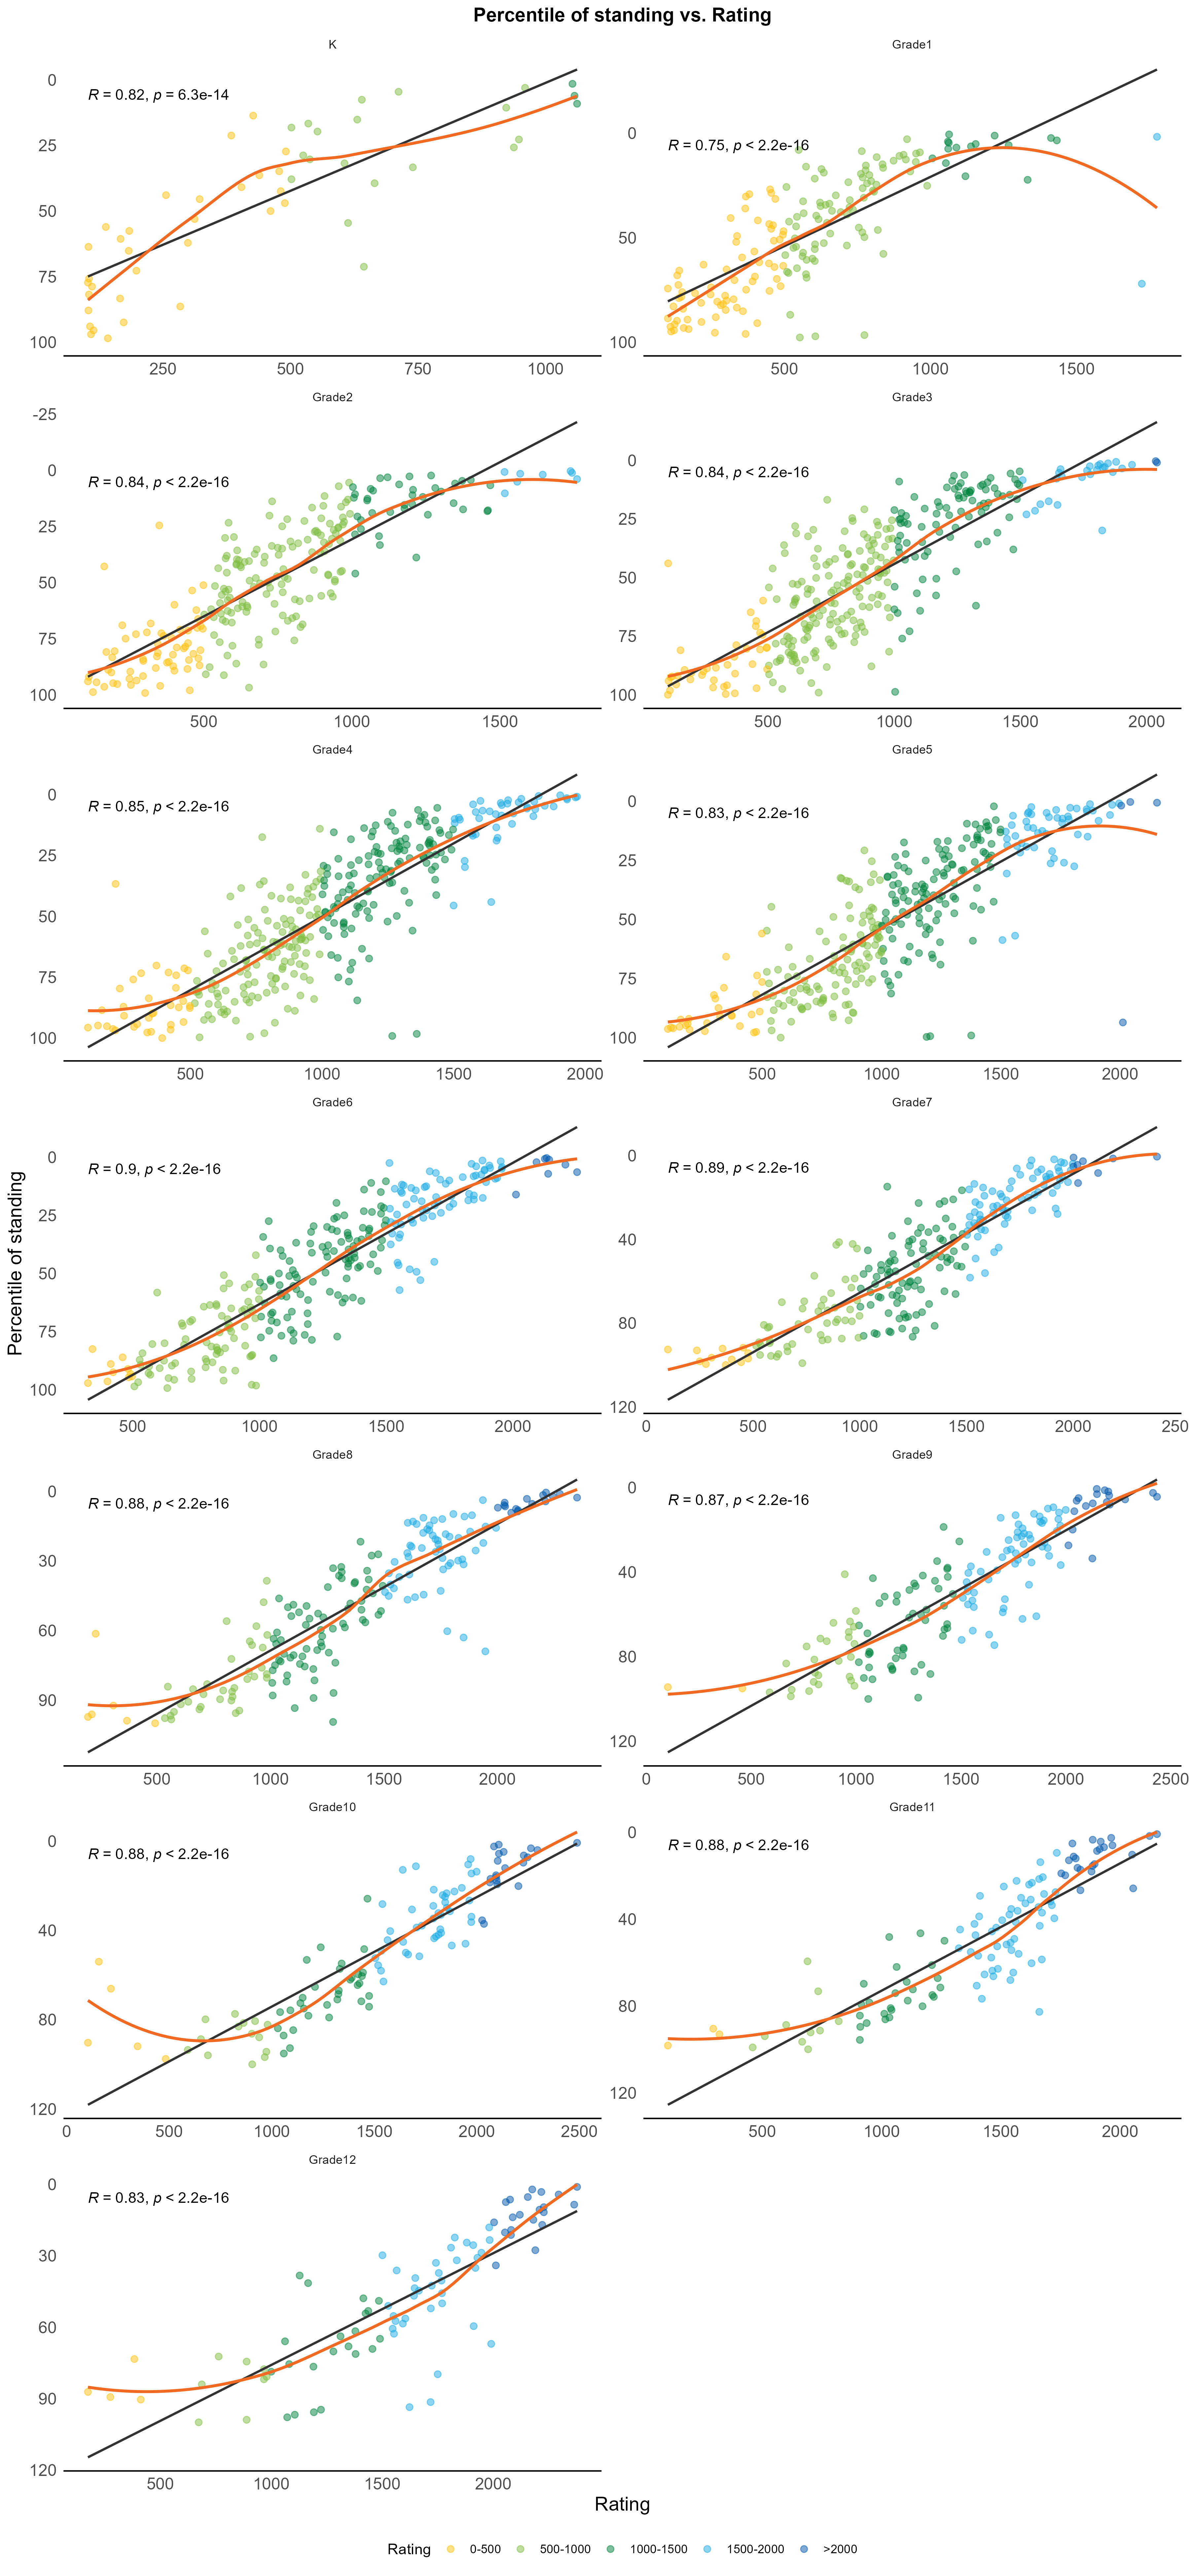 Percentile of standing vs. Rating
K
R = 0.82, p = 6.3e-14
0
25
50
75
100
250 500 750 1000
Grade1
R = 0.75, p < 2.2e-16
0
50
100
500 1000 1500
Grade2
R = 0.84, p < 2.2e-16
-25
0
25
50
75
100
500 1000 1500
Grade3
R = 0.84, p < 2.2e-16
0
25
50
75
100
500 1000 1500 2000
Grade4
R = 0.85, p < 2.2e-16
0
25
50
75
100
500 1000 1500 2000
Grade5
R = 0.83, p < 2.2e-16
0
25
50
75
100
500 1000 1500 2000
Grade6
R = 0.9, p < 2.2e-16
0
25
50
75
100
500 1000 1500 2000
Grade7
R = 0.89, p < 2.2e-16
0
40
80
120
0 500 1000 1500 2000 250
Percentile of standing
Grade8
R = 0.88, p < 2.2e-16
0
30
60
90
500 1000 1500 2000
Grade9
R = 0.87, p < 2.2e-16
0
40
80
120
0 500 1000 1500 2000 2500
Grade10
R = 0.88, p < 2.2e-16
0
40
80
120
0 500 1000 1500 2000 2500
Grade11
R = 0.88, p < 2.2e-16
0
40
80
120
500 1000 1500 2000
Grade12
R = 0.83, p < 2.2e-16
0
30
60
90
120
500 1000 1500 2000
Rating
Rating 0-500 500-1000 1000-1500 1500-2000 >2000